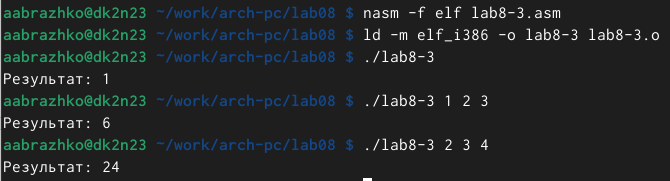 aabrazhko@dk2n23 ~/work/arch-pc/lab08 $ nasm -f elf lab8-3.asm
aabrazhko@dk2n23 ~/work/arch-pc/lab08 $ ld -m elf_i386 -o lab8-3 lab8-3.o
aabrazhko@dk2n23 ~/work/arch-pc/lab08 $ ./lab8-3
Результат: 1
aabrazhko@dk2n23 ~/work/arch-pc/lab08 $ ./lab8-3 1 2 3
Результат: 6
aabrazhko@dk2n23 ~/work/arch-pc/lab08 $ ./lab8-3 2 3 4
Результат: 24